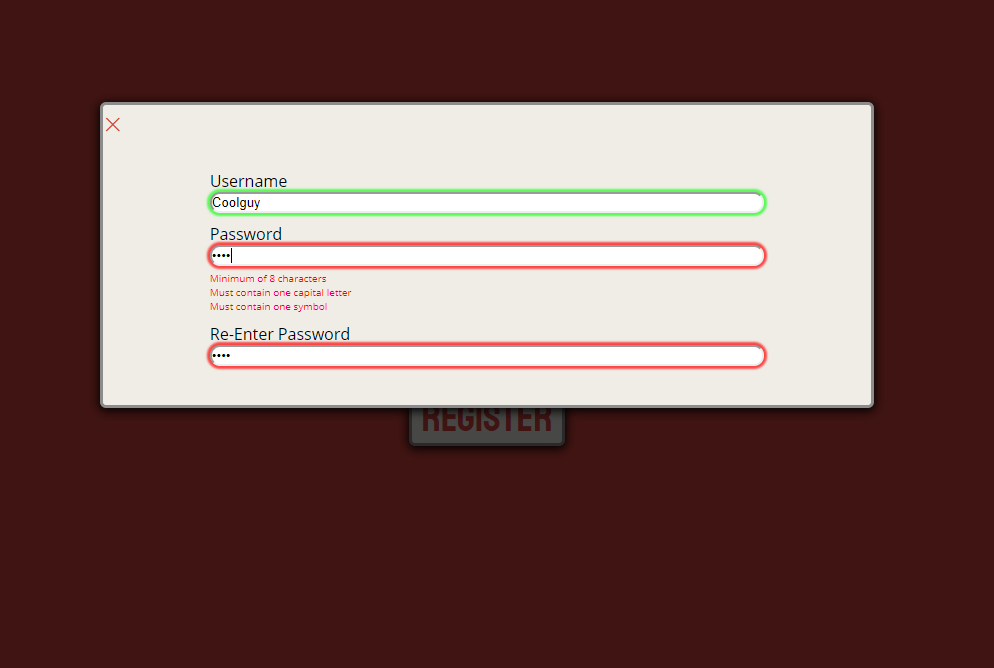 Username
Coolguy
Password
••••
Minimum of 8 characters
Must contain one capital letter
Must contain one symbol
Re-Enter Password
••••
REGISTER